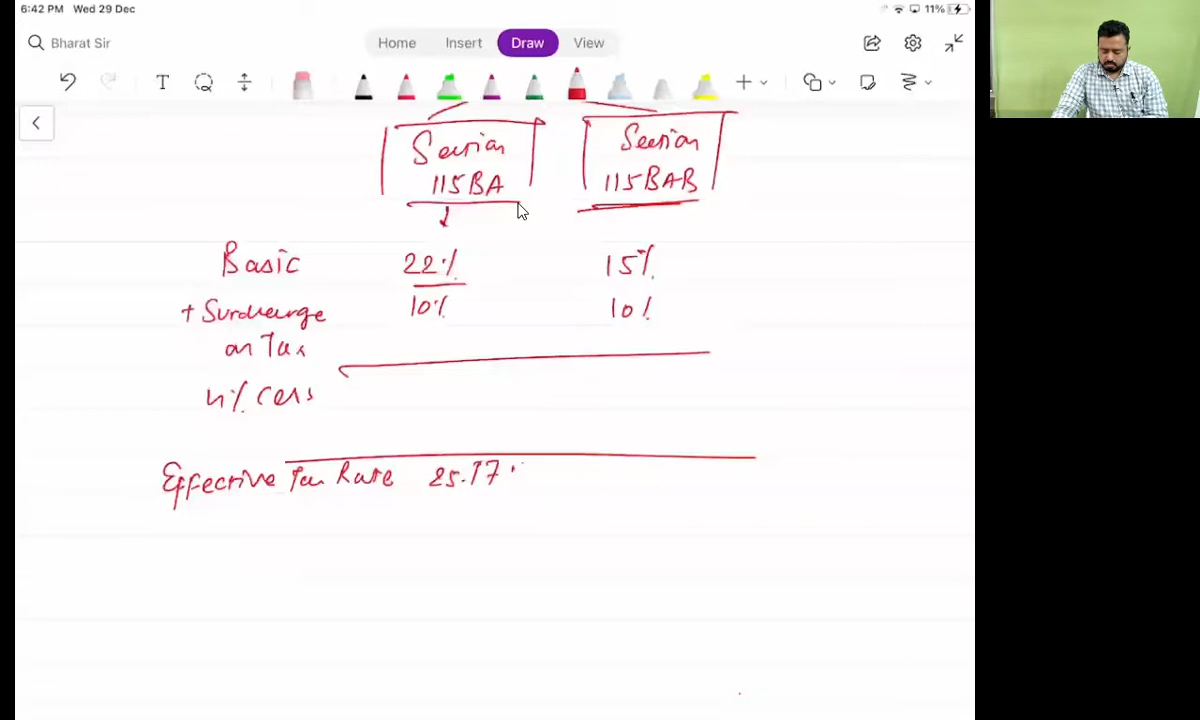 6:42 PM Wed 29 Dec
11%
Bharat Sir
Home Insert Draw View
T
Section Section
115BA 115BAB
Basic 22% 15%
+ Surcharge 10% 10%
on Tax
4% Cess
Effective Tax Rate 25.17